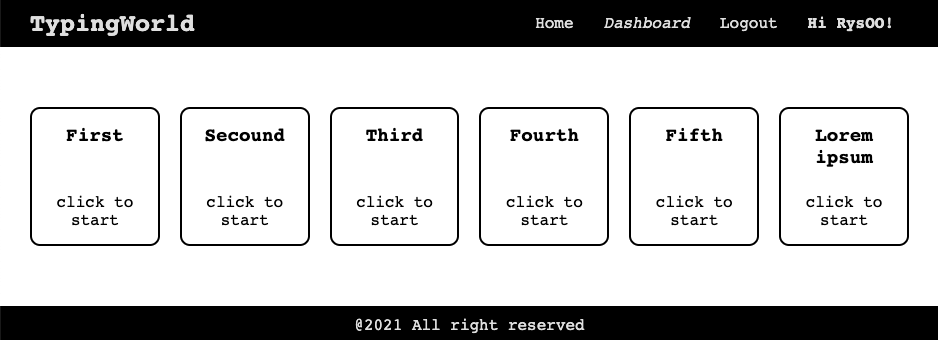 TypingWorld Home Dashboard Logout Hi RysOO!
First Secound Third Fourth Fifth Lorem
ipsum
click to click to click to click to click to click to
start start start start start start
@2021 All right reserved